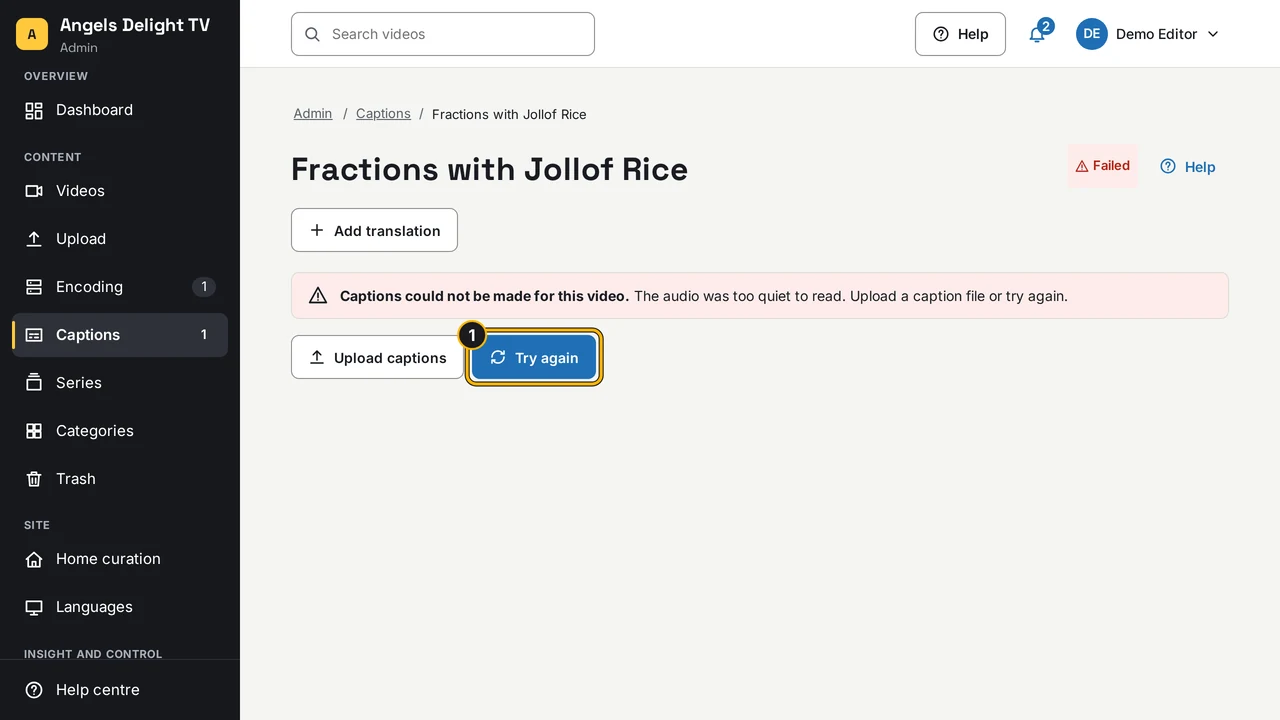 A
Angels Delight TV
Admin
OVERVIEW
Dashboard
CONTENT
Videos
Upload
Encoding 1
Captions 1
Series
Categories
Trash
SITE
Home curation
Languages
INSIGHT AND CONTROL
Help centre
Search videos
Help
2
DE
Demo Editor
Admin / Captions / Fractions with Jollof Rice
Fractions with Jollof Rice
Failed
Help
Add translation
Captions could not be made for this video. The audio was too quiet to read. Upload a caption file or try again.
Upload captions
1
Try again